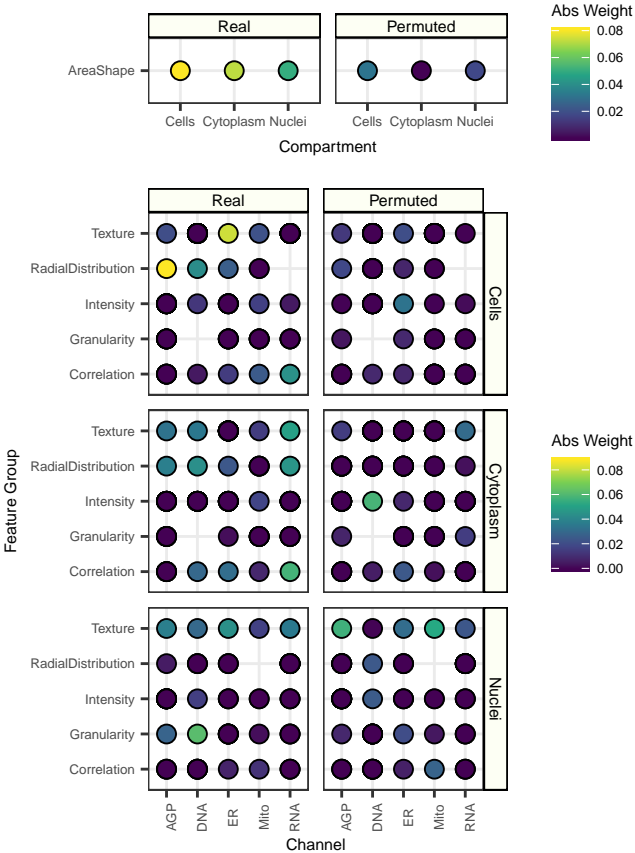 Real Permuted
AreaShape
Cells Cytoplasm Nuclei Cells Cytoplasm Nuclei
Compartment
Abs Weight
0.08
0.06
0.04
0.02
Real Permuted
Texture
RadialDistribution
Intensity
Granularity
Correlation
Cells
Texture
RadialDistribution
Intensity
Granularity
Correlation
Cytoplasm
Texture
RadialDistribution
Intensity
Granularity
Correlation
Nuclei
AGP DNA ER Mito RNA AGP DNA ER Mito RNA
Channel
Feature Group
Abs Weight
0.08
0.06
0.04
0.02
0.00